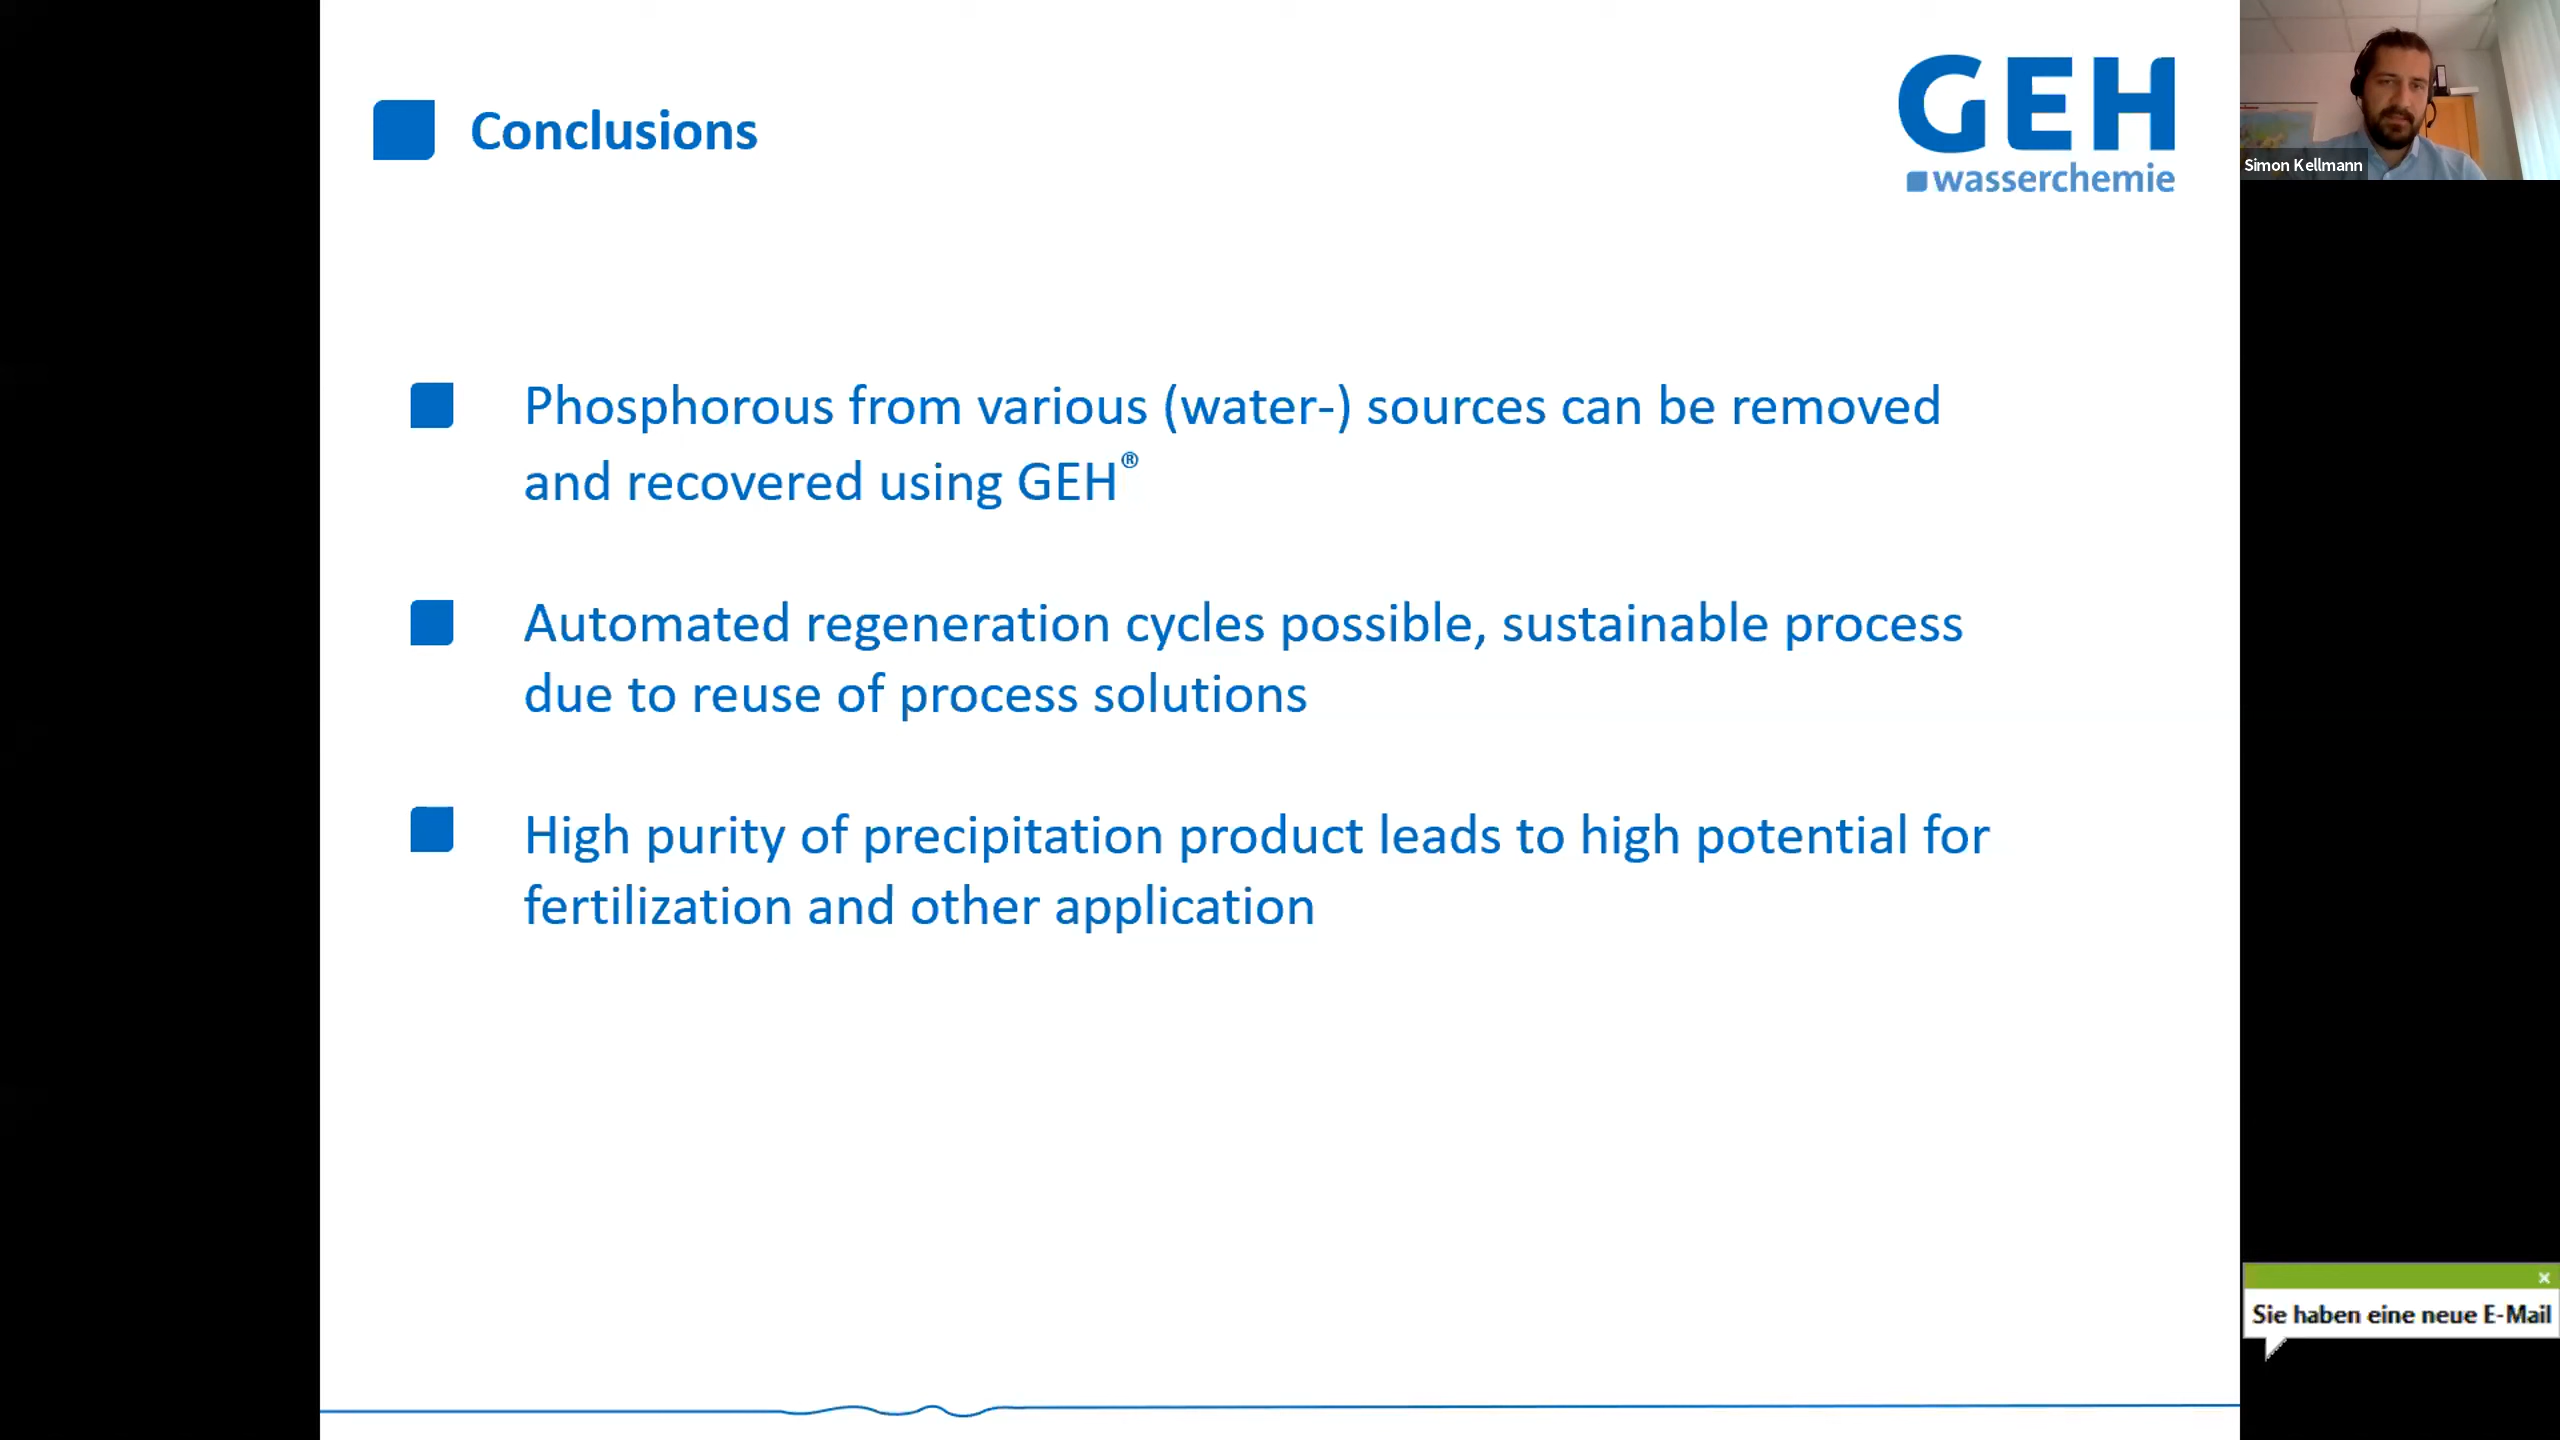 Conclusions
GEH
wasserchemie
Simon Kellmann
Phosphorous from various (water-) sources can be removed
and recovered using GEH®
Automated regeneration cycles possible, sustainable process
due to reuse of process solutions
High purity of precipitation product leads to high potential for
fertilization and other application
Sie haben eine neue E-Mail